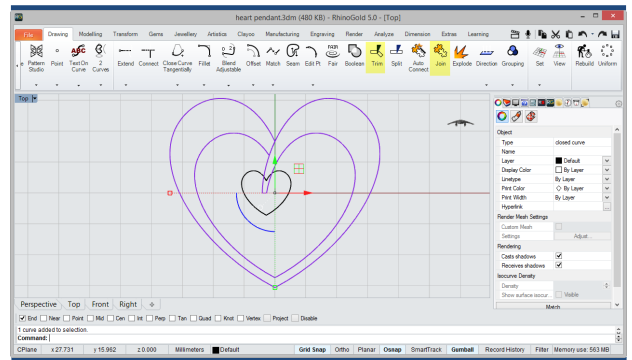 heart pendant.3dm (480 KB) - RhinoGold 5.0 - [Top]
File Drawing Modelling Transform Gems Jewellery Artistics Clayoo Manufacturing Engraving Render Analyze Dimension Extras Learning
Pattern Studio Point Text On Curve 2 Curves Extend Connect Close Curve Tangentially Fillet Blend Adjustable Offset Match Seam Edit Pt Fair Boolean Trim Split Auto Connect Join Explode Direction Grouping Set View Rebuild Uniform
Top
Object
Type closed curve
Name
Layer Default
Display Color By Layer
Linetype By Layer
Print Color By Layer
Print Width By Layer
Hyperlink ...
Render Mesh Settings
Custom Mesh
Settings Adjust...
Rendering
Casts shadows
Receives shadows
Isocurve Density
Density
Show surface isocur... Visible
Match
Perspective Top Front Right
End Near Point Mid Cen Int Perp Tan Quad Knot Vertex Project Disable
1 curve added to selection.
Command:
CPlane x 27.731 y 15.962 z 0.000 Millimeters Default Grid Snap Ortho Planar Osnap SmartTrack Gumball Record History Filter Memory use: 563 MB